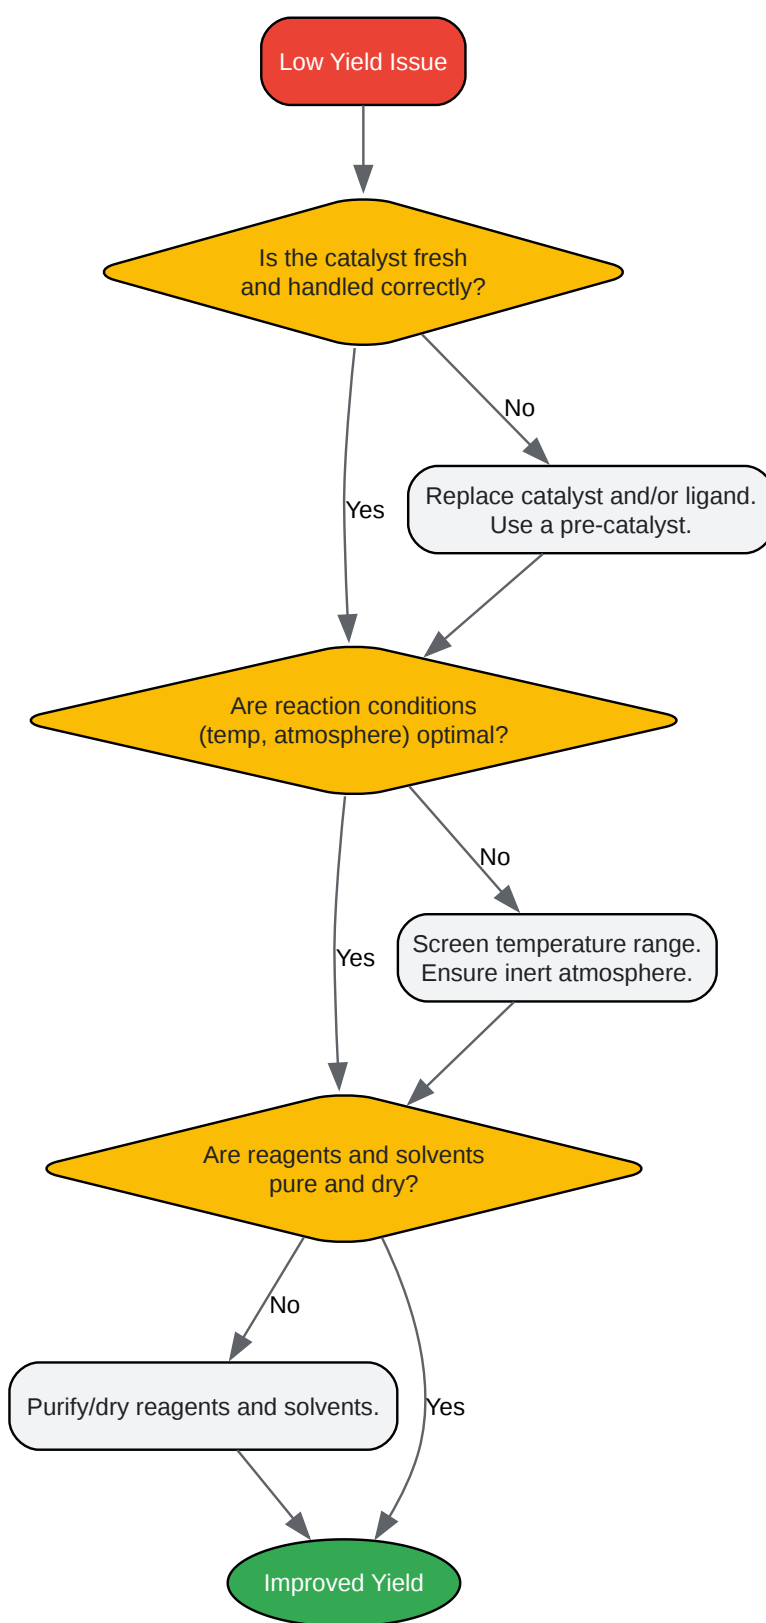 Low Yield Issue
Is the catalyst fresh
and handled correctly?
No
Replace catalyst and/or ligand.
Use a pre-catalyst.
Yes
Are reaction conditions
(temp, atmosphere) optimal?
No
Screen temperature range.
Ensure inert atmosphere.
Yes
Are reagents and solvents
pure and dry?
No
Purify/dry reagents and solvents.
Yes
Improved Yield